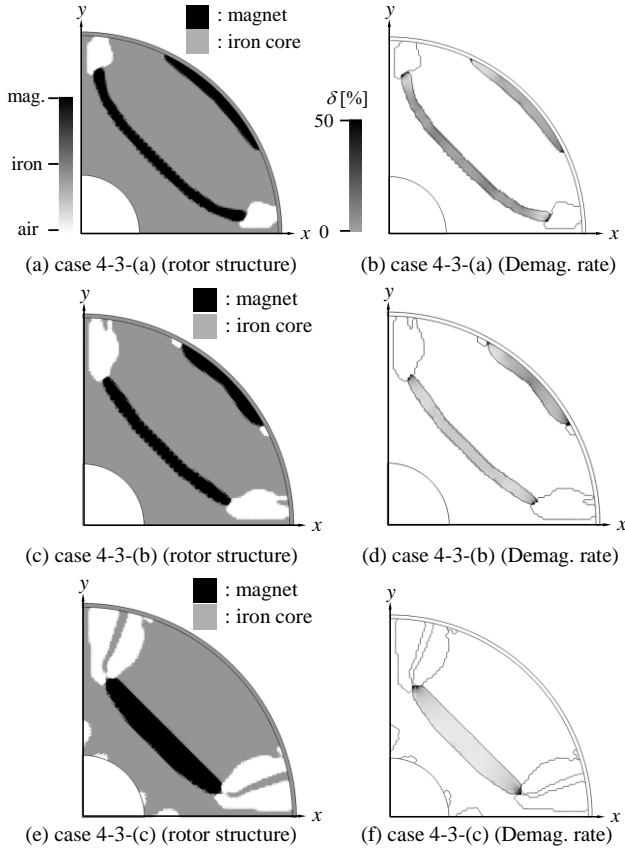 y
: magnet
: iron core
mag.
iron
air
x
(a) case 4-3-(a) (rotor structure)
y
δ [%]
50
0
x
(b) case 4-3-(a) (Demag. rate)
y
: magnet
: iron core
x
(c) case 4-3-(b) (rotor structure)
y
x
(d) case 4-3-(b) (Demag. rate)
y
: magnet
: iron core
x
(e) case 4-3-(c) (rotor structure)
y
x
(f) case 4-3-(c) (Demag. rate)